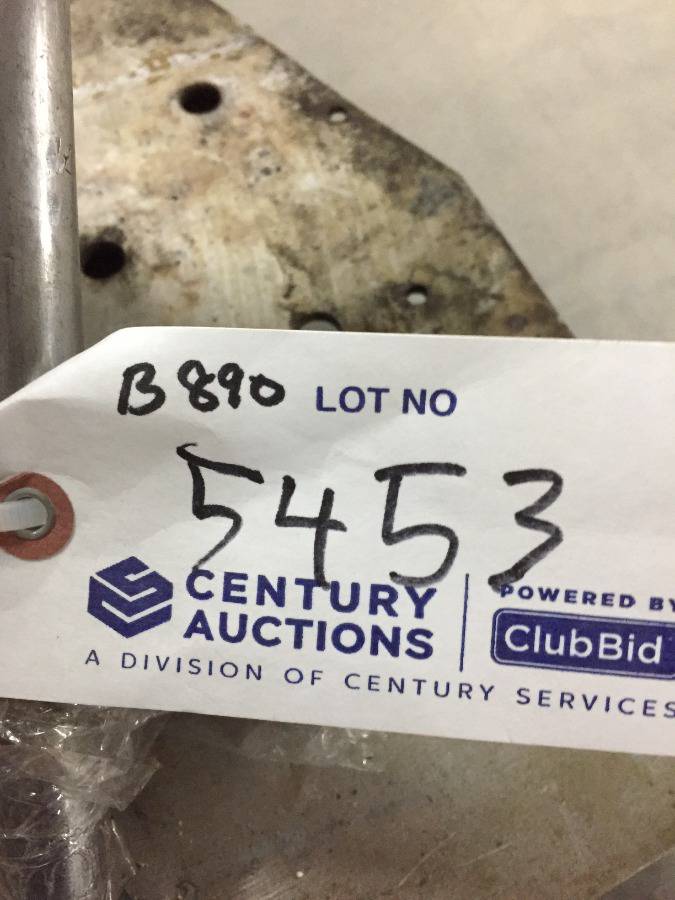 B890 LOT NO
5453
CENTURY
AUCTIONS
POWERED BY
ClubBid
A DIVISION OF CENTURY SERVICES